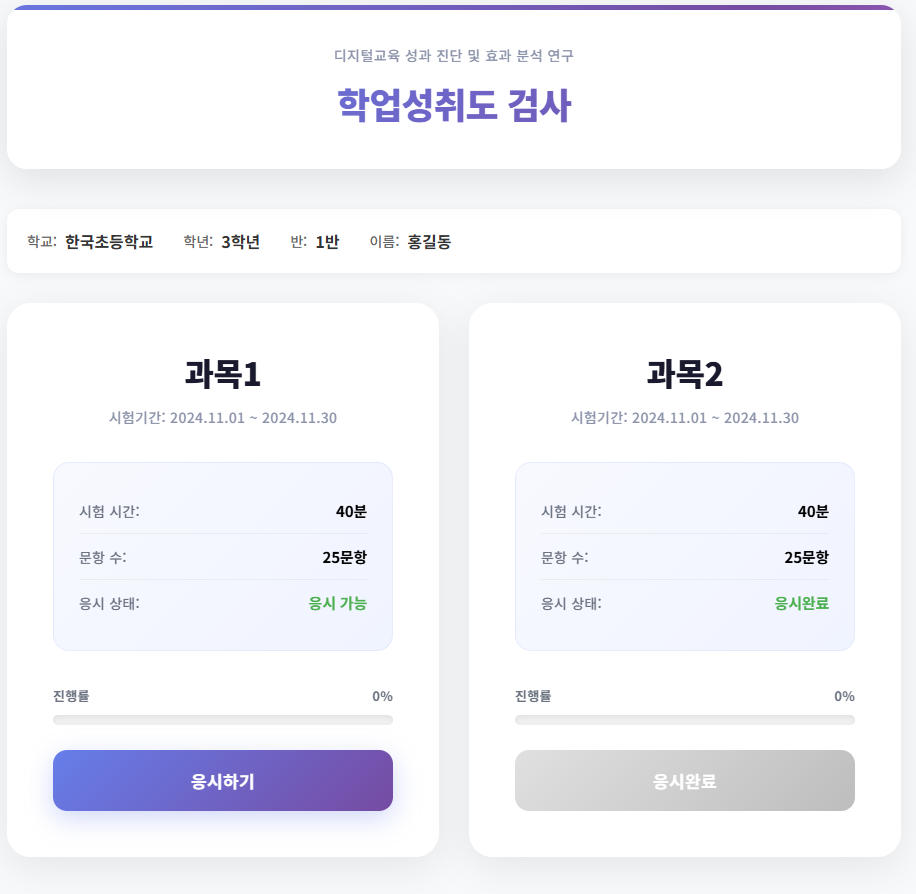 디지털교육 성과 진단 및 효과 분석 연구
학업성취도 검사
학교: 한국초등학교 학년: 3학년 반: 1반 이름: 홍길동
과목1
시험기간: 2024.11.01 ~ 2024.11.30
시험 시간: 40분
문항 수: 25문항
응시 상태: 응시 가능
진행률 0%
응시하기
과목2
시험기간: 2024.11.01 ~ 2024.11.30
시험 시간: 40분
문항 수: 25문항
응시 상태: 응시완료
진행률 0%
응시완료